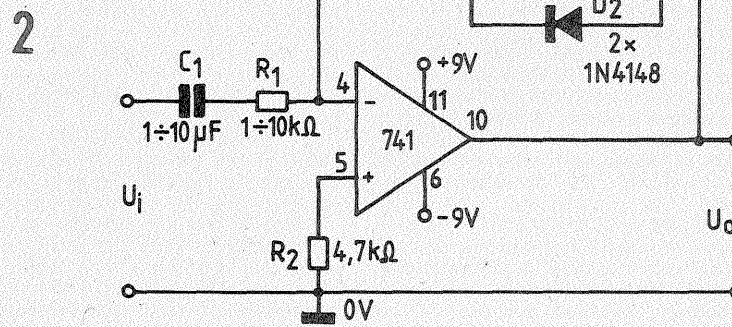 2
D2
2×
1N4148
C1
R1
1÷10µF
1÷10kΩ
4
-
+9V
11
741
10
5
+
6
-9V
Ui
R2
4,7kΩ
0V